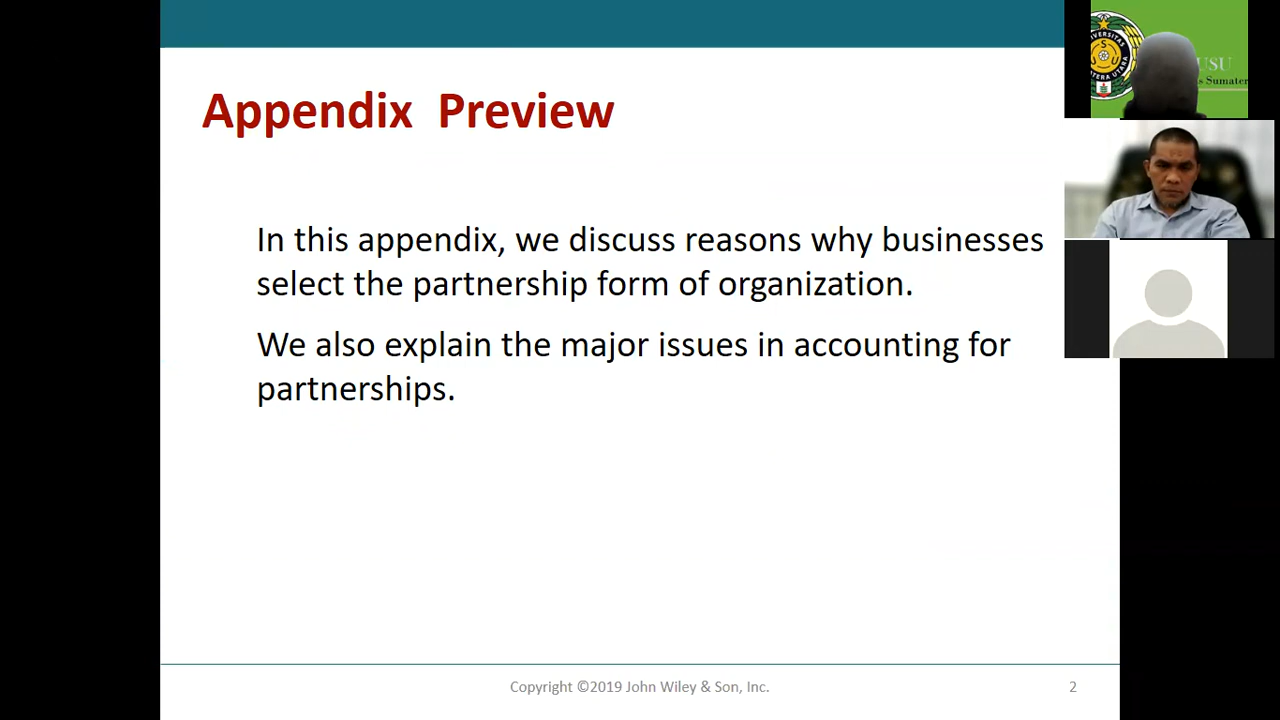 Appendix Preview
In this appendix, we discuss reasons why businesses
select the partnership form of organization.
We also explain the major issues in accounting for
partnerships.
Copyright ©2019 John Wiley & Son, Inc.
2
USU
Sumater